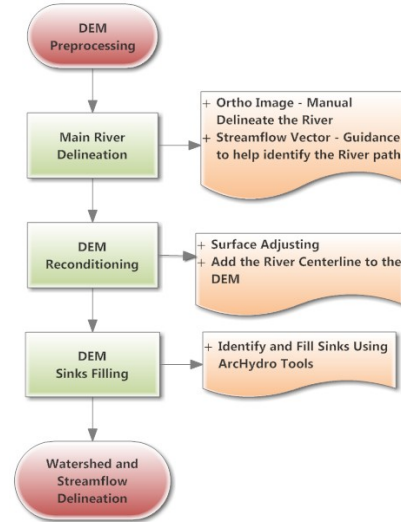 DEM
Preprocessing
Main River
Delineation
+ Ortho Image - Manual
Delineate the River
+ Streamflow Vector - Guidance
to help identify the River path
DEM
Reconditioning
+ Surface Adjusting
+ Add the River Centerline to the
DEM
DEM
Sinks Filling
+ Identify and Fill Sinks Using
ArcHydro Tools
Watershed and
Streamflow
Delineation